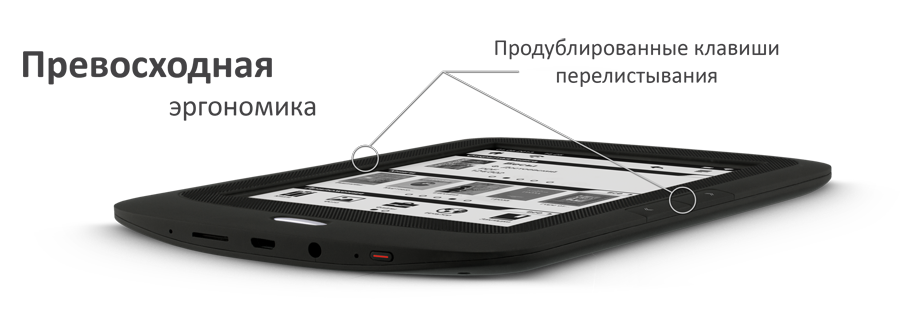 Превосходная
эргономика
Продублированные клавиши
перелистывания